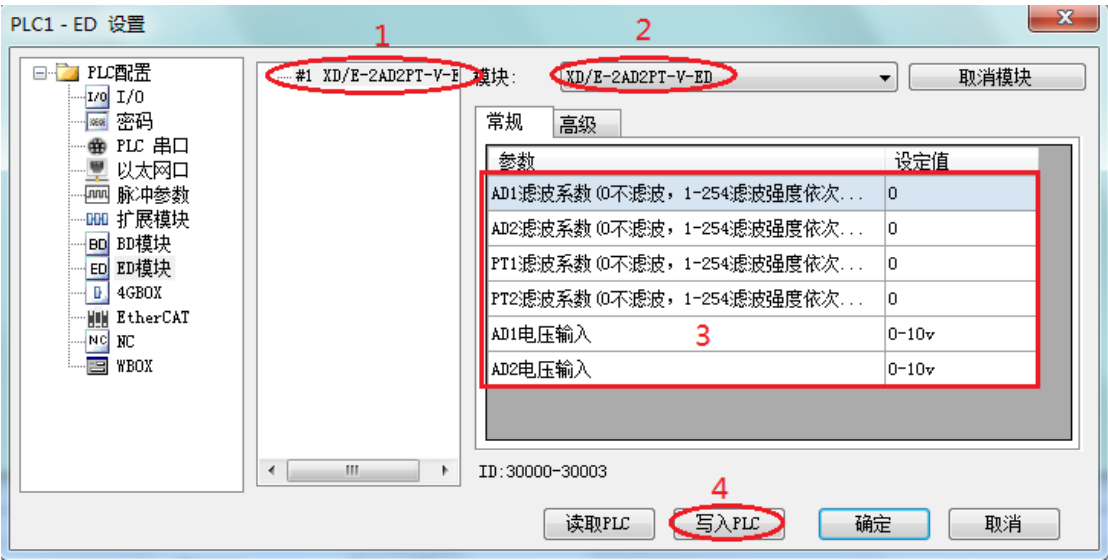 PLC1 - ED 设置
1
2
PLC配置
I/O I/O
密码
PLC 串口
以太网口
脉冲参数
扩展模块
BD BD模块
ED ED模块
4GBOX
EtherCAT
NC NC
WBOX
#1 XD/E-2AD2PT-V-E
模块:
XD/E-2AD2PT-V-ED
取消模块
常规
高级
参数
设定值
AD1滤波系数(0不滤波，1-254滤波强度依次...
0
AD2滤波系数(0不滤波，1-254滤波强度依次...
0
PT1滤波系数(0不滤波，1-254滤波强度依次...
0
PT2滤波系数(0不滤波，1-254滤波强度依次...
0
AD1电压输入
3
0-10v
AD2电压输入
0-10v
ID:30000-30003
4
读取PLC
写入PLC
确定
取消